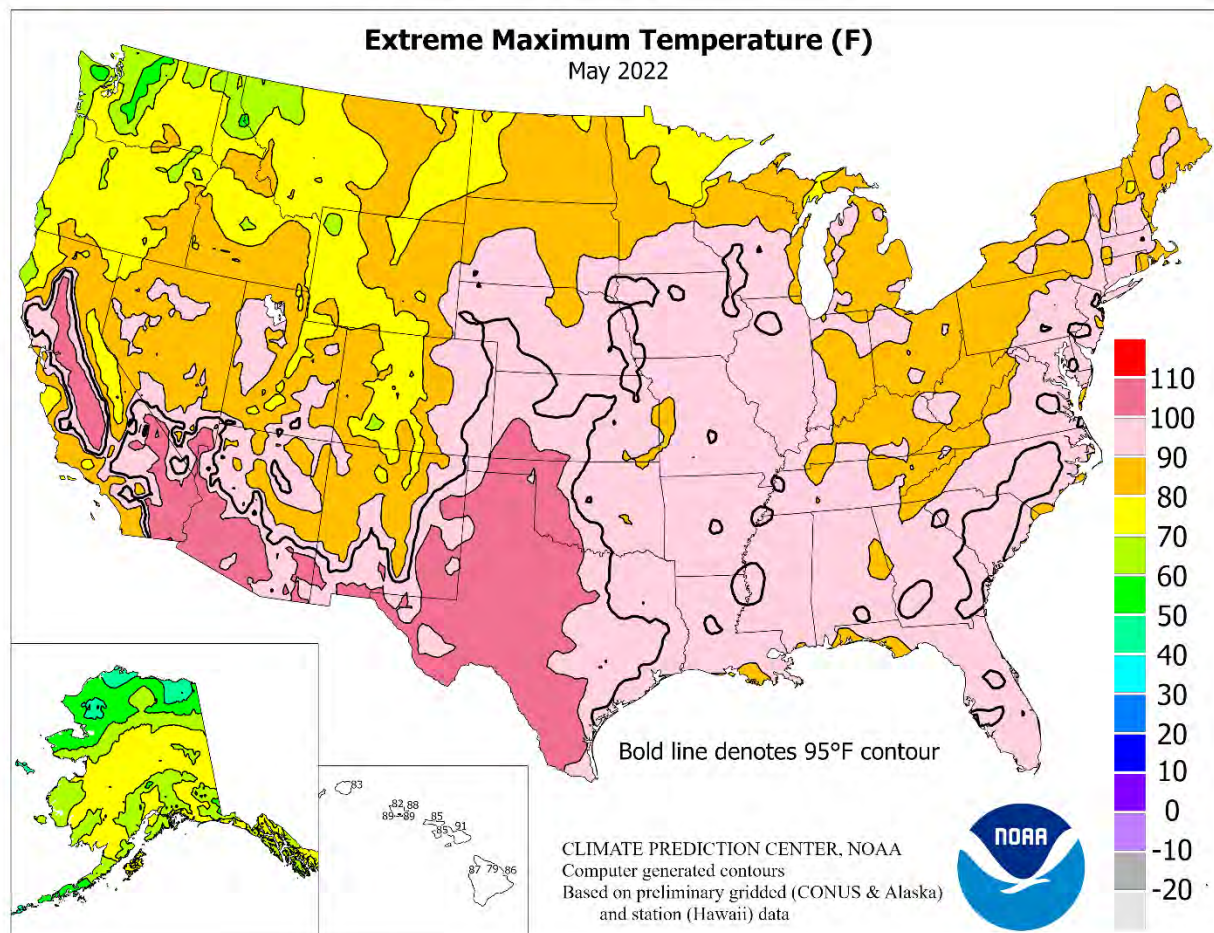 Extreme Maximum Temperature (F)
May 2022
110
100
90
80
70
60
50
40
30
20
10
0
-10
-20
Bold line denotes 95°F contour
83
82 88
89 89
85
85
91
87 79 86
CLIMATE PREDICTION CENTER, NOAA
Computer generated contours
Based on preliminary gridded (CONUS & Alaska)
and station (Hawaii) data
NOAA